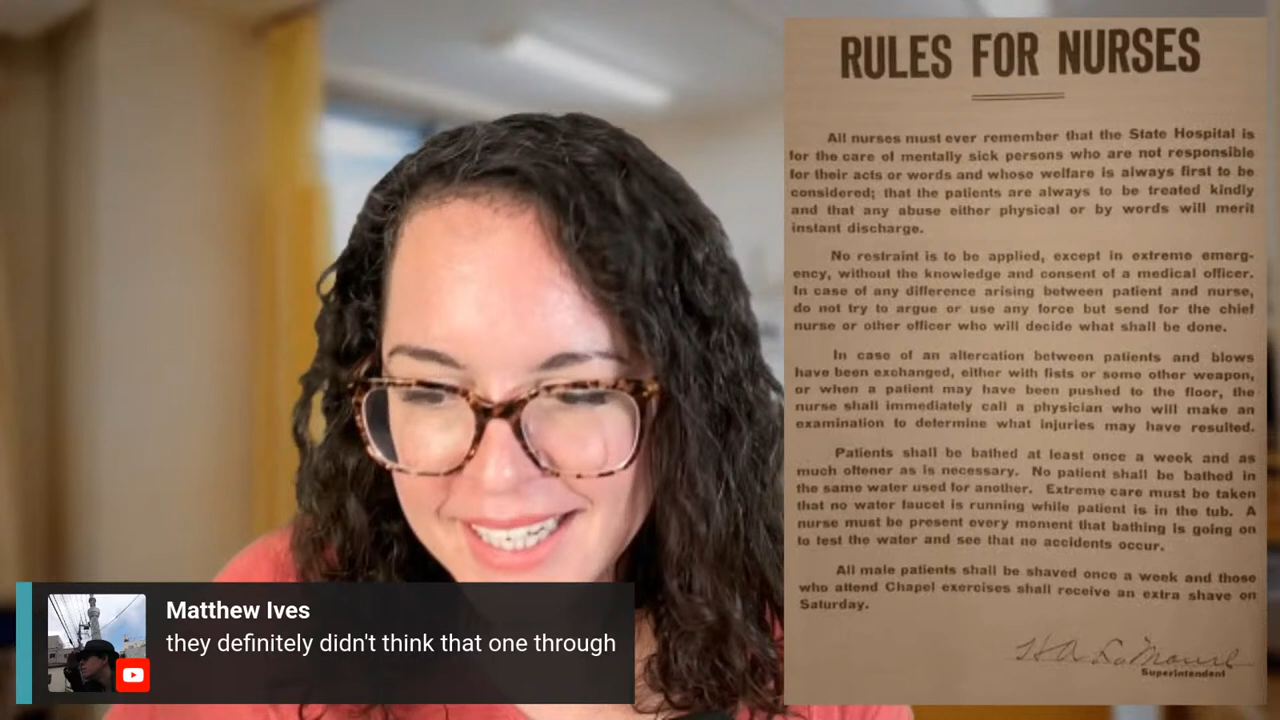 RULES FOR NURSES
All nurses must ever remember that the State Hospital is
for the care of mentally sick persons who are not responsible
for their acts or words and whose welfare is always first to be
considered; that the patients are always to be treated kindly
and that any abuse either physical or by words will merit
instant discharge.
No restraint is to be applied, except in extreme emerg-
ency, without the knowledge and consent of a medical officer.
In case of any difference arising between patient and nurse,
do not try to argue or use any force but send for the chief
nurse or other officer who will decide what shall be done.
In case of an altercation between patients and blows
have been exchanged, either with fists or some other weapon,
or when a patient may have been pushed to the floor, the
nurse shall immediately call a physician who will make an
examination to determine what injuries may have resulted.
Patients shall be bathed at least once a week and as
much oftener as is necessary. No patient shall be bathed in
the same water used for another. Extreme care must be taken
that no water faucet is running while patient is in the tub. A
nurse must be present every moment that bathing is going on
to test the water and see that no accidents occur.
All male patients shall be shaved once a week and those
who attend Chapel exercises shall receive an extra shave on
Saturday.
Superintendent
Matthew Ives
they definitely didn't think that one through